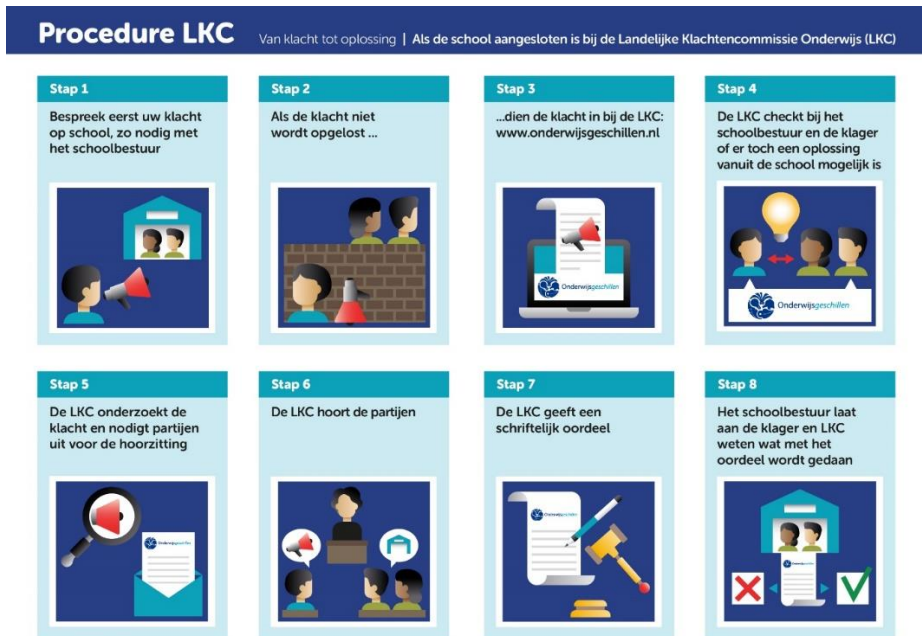 Procedure LKC Van klacht tot oplossing | Als de school aangesloten is bij de Landelijke Klachtencommissie Onderwijs (LKC)
Stap 1
Bespreek eerst uw klacht
op school, zo nodig met
het schoolbestuur
Stap 2
Als de klacht niet
wordt opgelost ...
Stap 3
...dien de klacht in bij de LKC:
www.onderwijsgeschillen.nl
Onderwijsgeschillen
Stap 4
De LKC checkt bij het
schoolbestuur en de klager
of er toch een oplossing
vanuit de school mogelijk is
Onderwijsgeschillen
Stap 5
De LKC onderzoekt de
klacht en nodigt partijen
uit voor de hoorzitting
Onderwijsgeschillen
Stap 6
De LKC hoort de partijen
Stap 7
De LKC geeft een
schriftelijk oordeel
Onderwijsgeschillen
Stap 8
Het schoolbestuur laat
aan de klager en LKC
weten wat met het
oordeel wordt gedaan
Onderwijsgeschillen